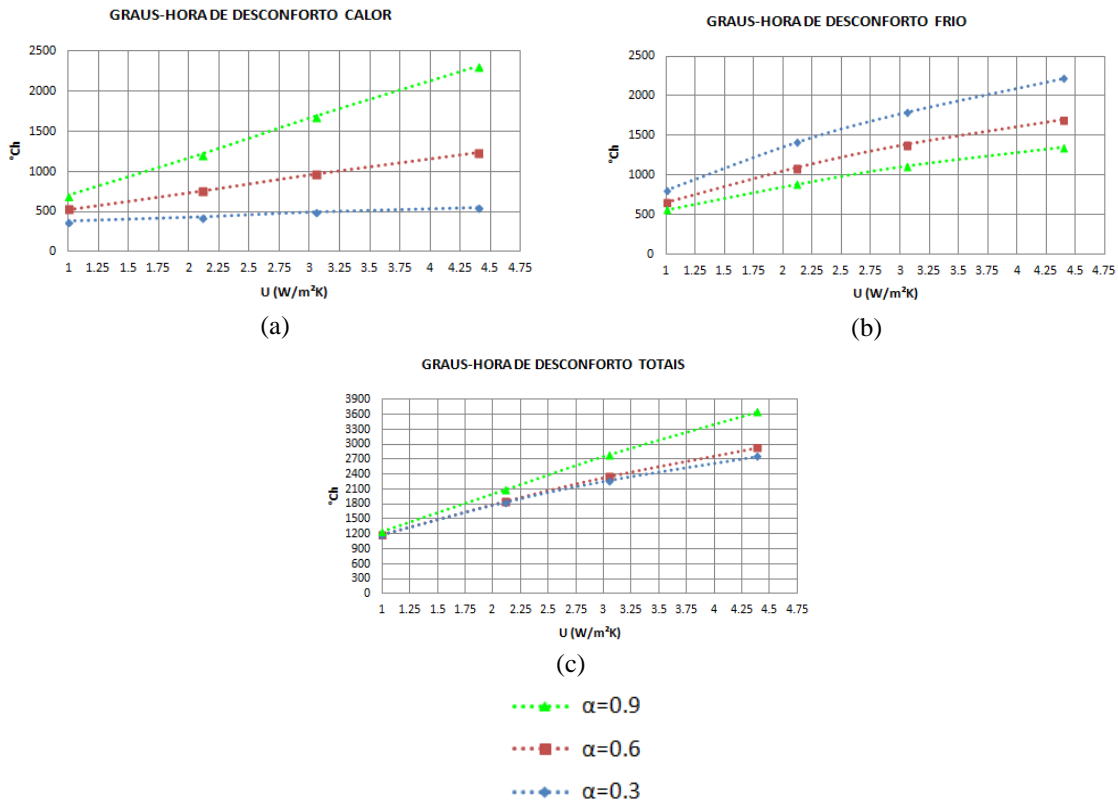 GRAUS-HORA DE DESCONFORTO CALOR
2500
2000
1500
1000
500
0
°Ch
1 1.25 1.5 1.75 2 2.25 2.5 2.75 3 3.25 3.5 3.75 4 4.25 4.5 4.75
U (W/m²K)
(a)
GRAUS-HORA DE DESCONFORTO FRIO
2500
2000
1500
1000
500
0
°Ch
1 1.25 1.5 1.75 2 2.25 2.5 2.75 3 3.25 3.5 3.75 4 4.25 4.5 4.75
U (W/m²K)
(b)
GRAUS-HORA DE DESCONFORTO TOTAIS
3900
3600
3300
3000
2700
2400
2100
1800
1500
1200
900
600
300
0
°Ch
1 1.25 1.5 1.75 2 2.25 2.5 2.75 3 3.25 3.5 3.75 4 4.25 4.5 4.75
U (W/m²K)
(c)
α=0.9
α=0.6
α=0.3